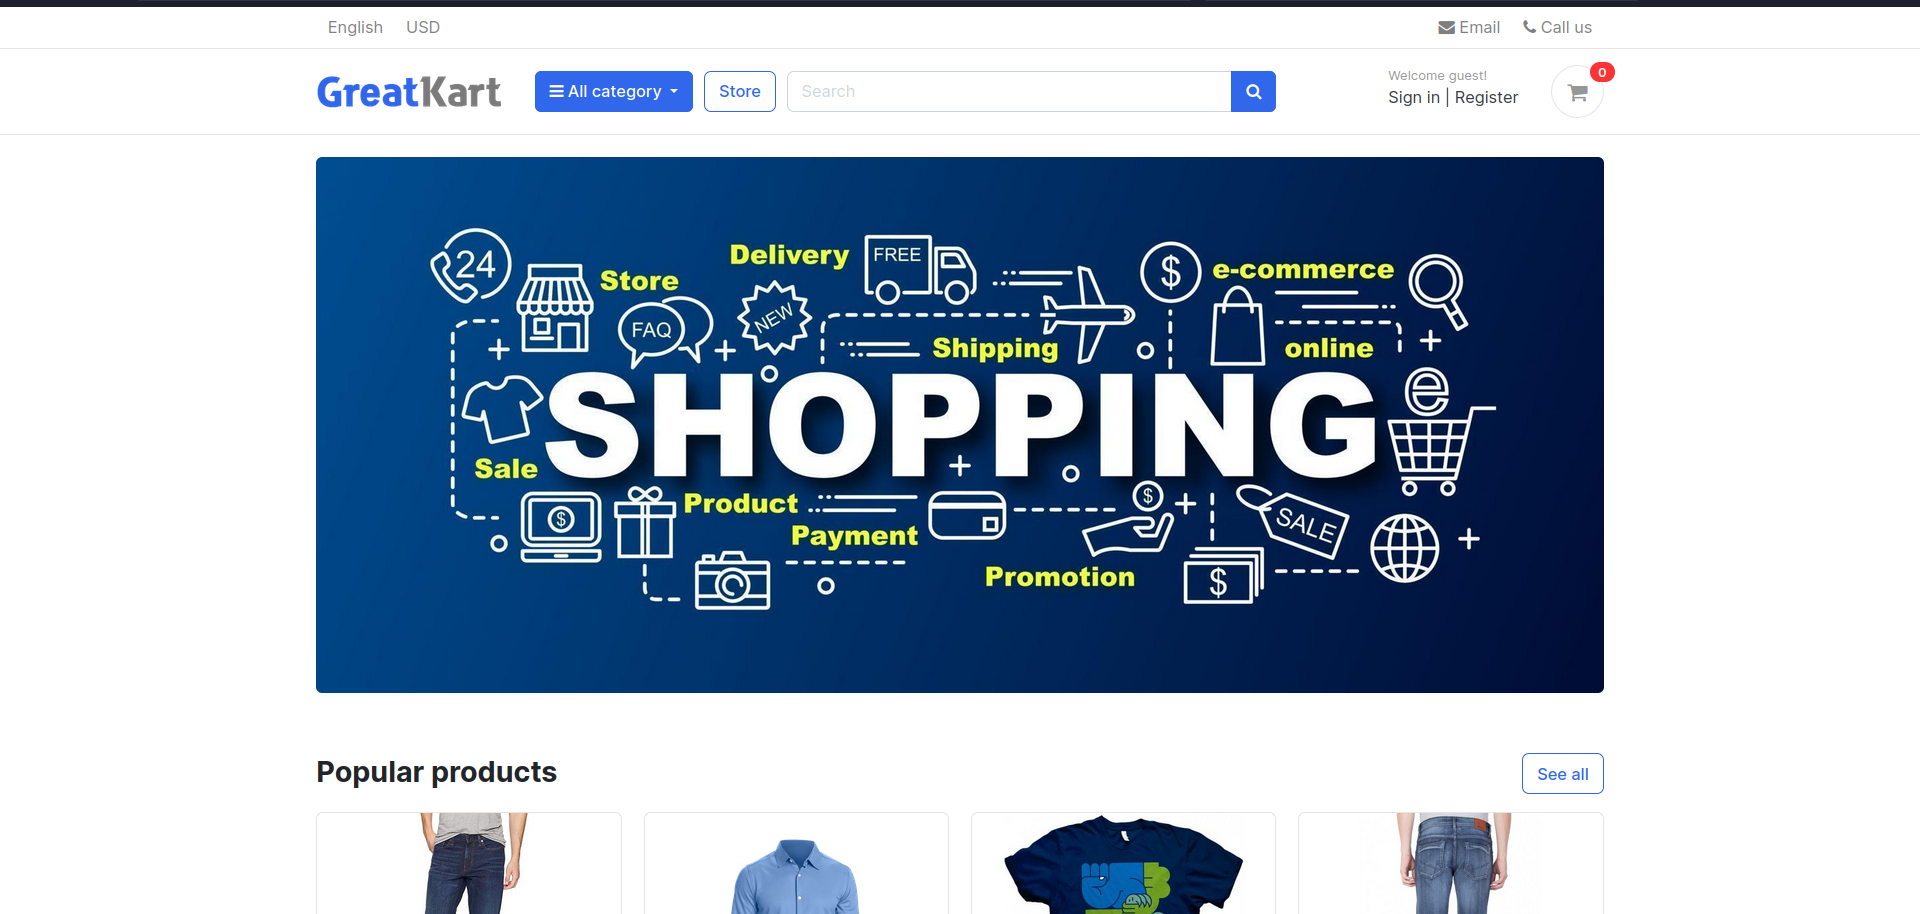 English USD Email Call us
GreatKart All category Store Search Welcome guest! 0
Sign in | Register
24 Store Delivery FREE $ e-commerce
FAQ NEW Shipping online
SHOPPING e
Sale
$ Product $ SALE
Payment
Promotion $
Popular products See all